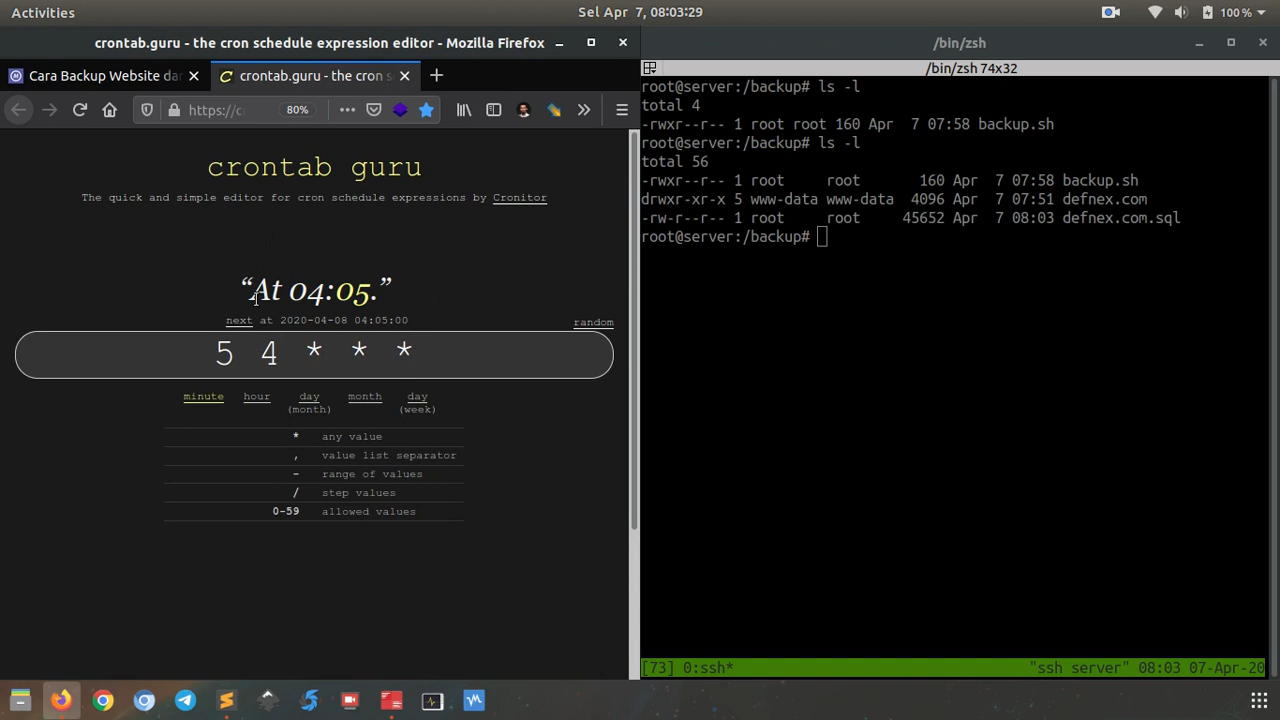 Activities
Sel Apr 7, 08:03:29
100 %
crontab.guru - the cron schedule expression editor - Mozilla Firefox
/bin/zsh
Cara Backup Website dan
crontab.guru - the cron s
/bin/zsh 74x32
https://c
80%
crontab guru
The quick and simple editor for cron schedule expressions by Cronitor
“At 04:05.”
next at 2020-04-08 04:05:00
random
5 4 * * *
minute hour day month day
(month) (week)
* any value
, value list separator
- range of values
/ step values
0-59 allowed values
root@server:/backup# ls -l
total 4
-rwxr--r-- 1 root root 160 Apr 7 07:58 backup.sh
root@server:/backup# ls -l
total 56
-rwxr--r-- 1 root root 160 Apr 7 07:58 backup.sh
drwxr-xr-x 5 www-data www-data 4096 Apr 7 07:51 defnex.com
-rw-r--r-- 1 root root 45652 Apr 7 08:03 defnex.com.sql
root@server:/backup#
[73] 0:ssh*
"ssh server" 08:03 07-Apr-20